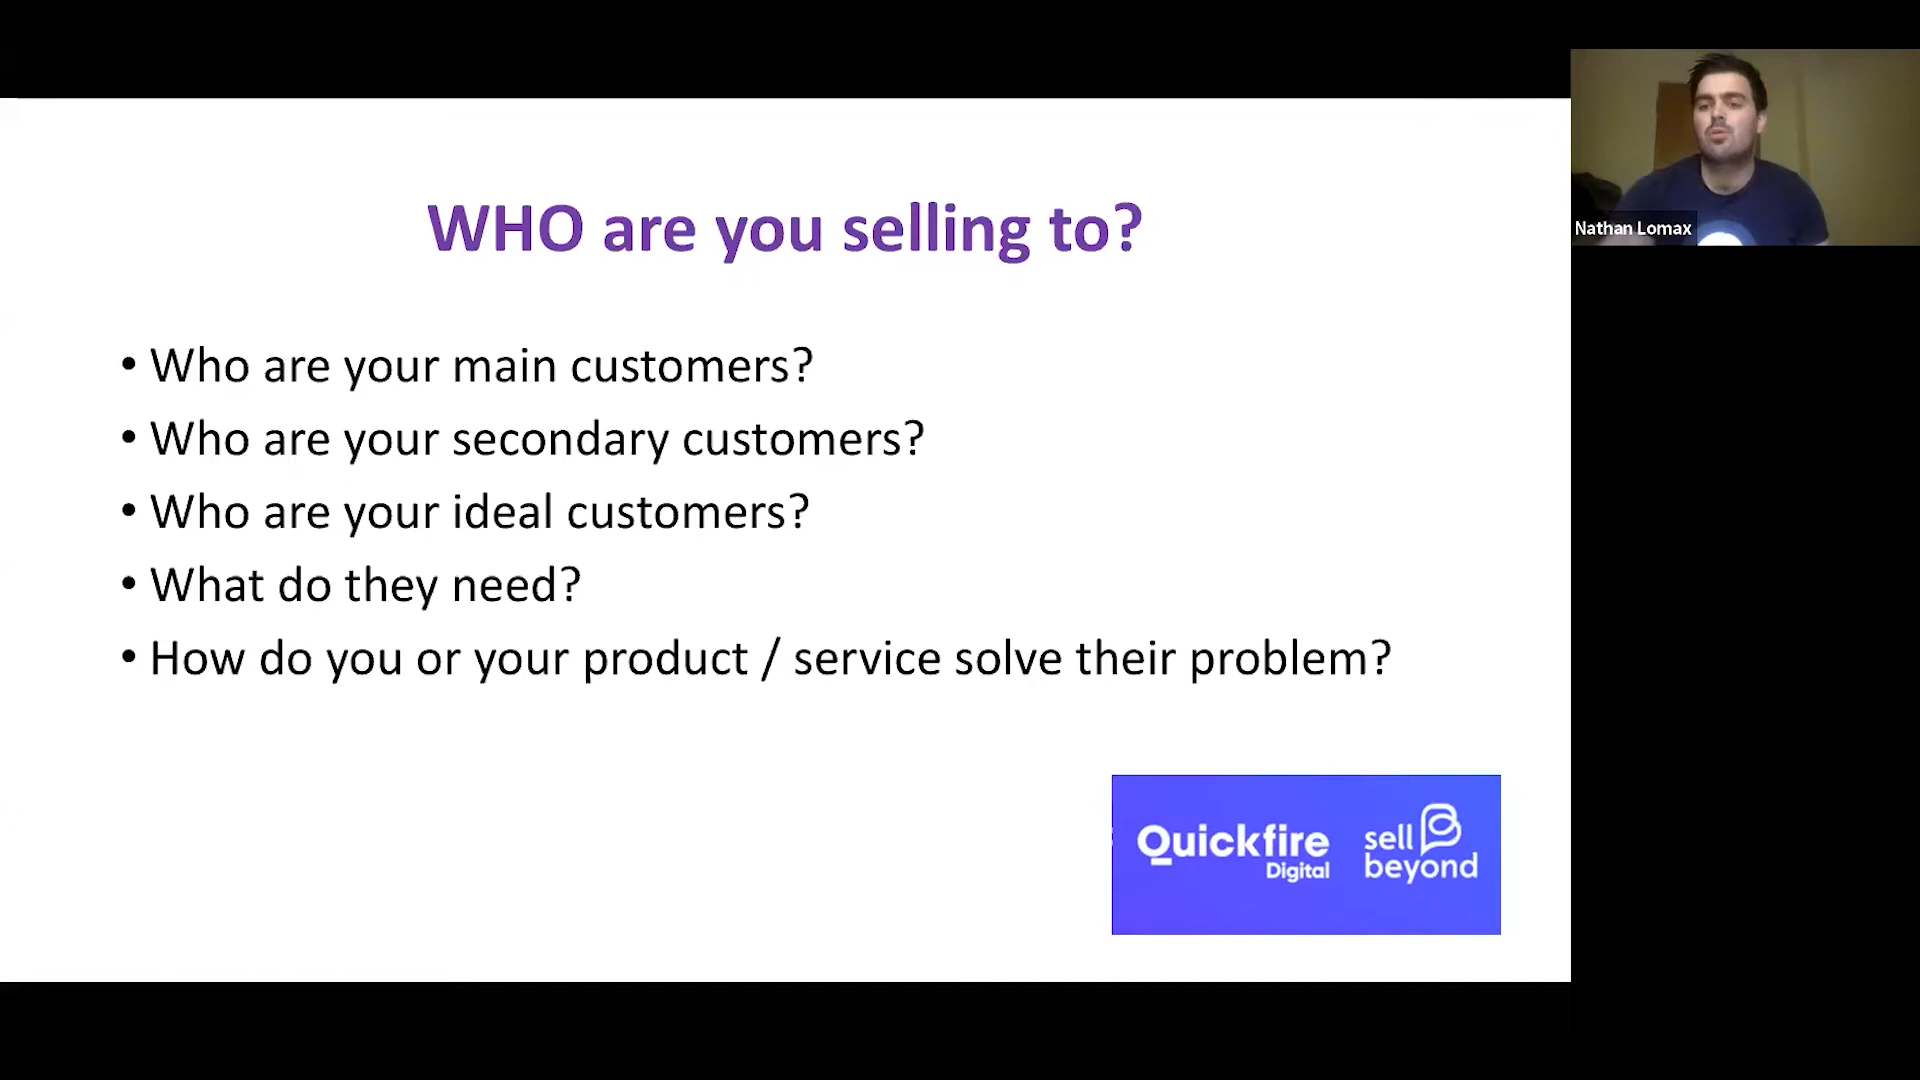 WHO are you selling to?
• Who are your main customers?
• Who are your secondary customers?
• Who are your ideal customers?
• What do they need?
• How do you or your product / service solve their problem?
Quickfire
Digital
sell
beyond
Nathan Lomax